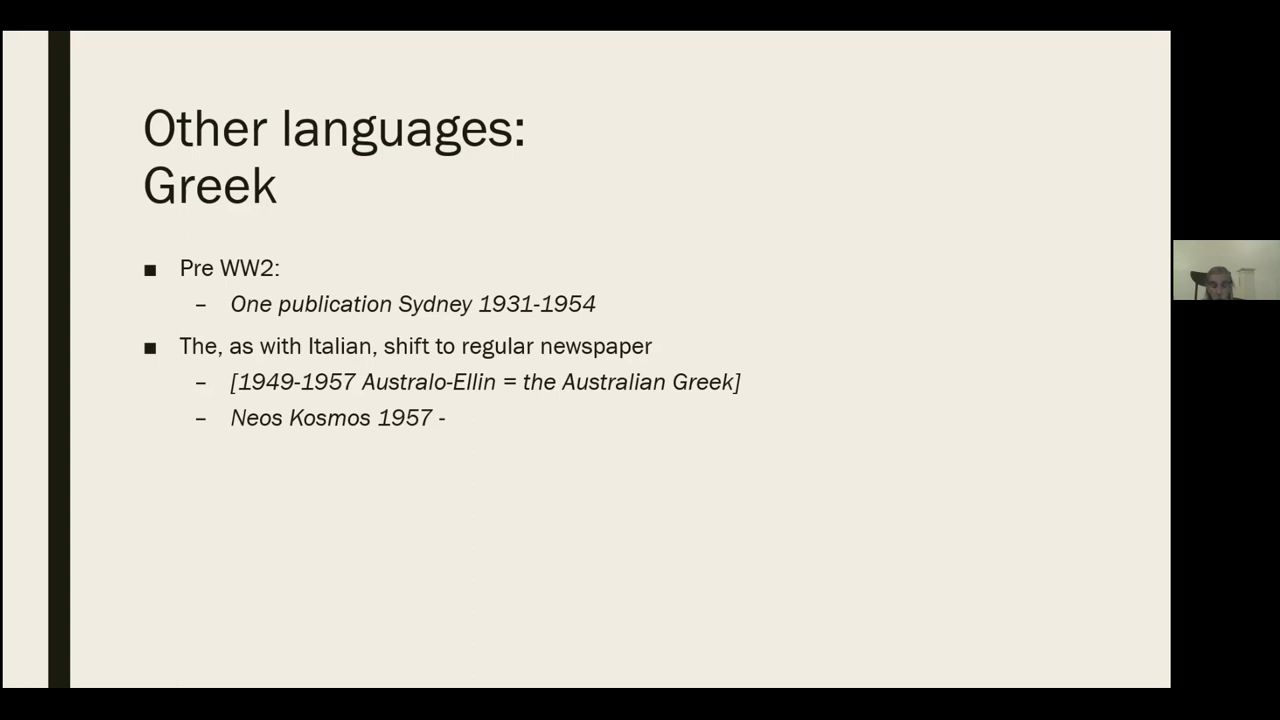 Other languages:
Greek
■ Pre WW2:
– One publication Sydney 1931-1954
■ The, as with Italian, shift to regular newspaper
– [1949-1957 Australo-Ellin = the Australian Greek]
– Neos Kosmos 1957 -